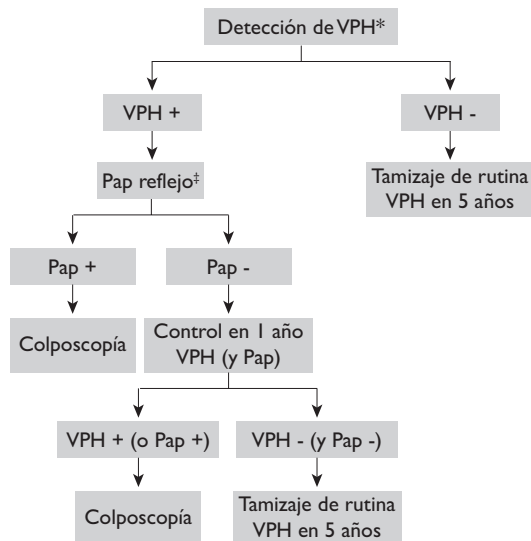 Detección de VPH*
VPH +
VPH -
Pap reflejo‡
Tamizaje de rutina
VPH en 5 años
Pap +
Pap -
Colposcopía
Control en 1 año
VPH (y Pap)
VPH + (o Pap +)
VPH - (y Pap -)
Colposcopía
Tamizaje de rutina
VPH en 5 años